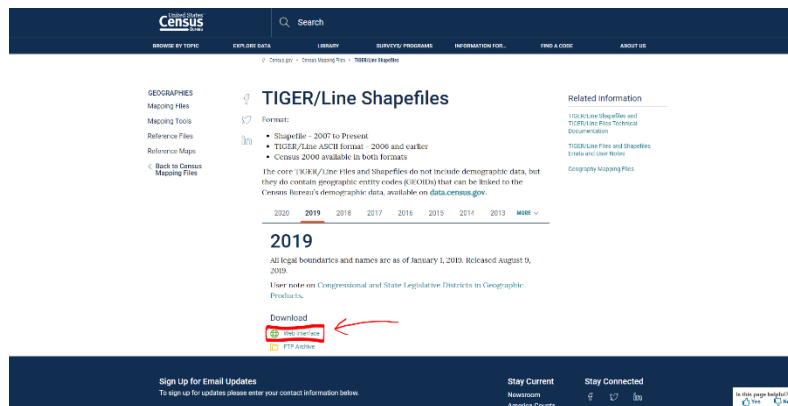 United States®
Census
Bureau
Search
BROWSE BY TOPIC
EXPLORE DATA
LIBRARY
SURVEYS/ PROGRAMS
INFORMATION FOR...
FIND A CODE
ABOUT US
Census.gov › Census Mapping Files › TIGER/Line Shapefiles
GEOGRAPHIES
Mapping Files
Mapping Tools
Reference Files
Reference Maps
Back to Census
Mapping Files
TIGER/Line Shapefiles
Format:
• Shapefile - 2007 to Present
• TIGER/Line ASCII format - 2006 and earlier
• Census 2000 available in both formats
The core TIGER/Line Files and Shapefiles do not include demographic data, but
they do contain geographic entity codes (GEOIDs) that can be linked to the
Census Bureau's demographic data, available on data.census.gov.
2020 2019 2018 2017 2016 2015 2014 2013 MORE
2019
All legal boundaries and names are as of January 1, 2019. Released August 9,
2019.
User note on Congressional and State Legislative Districts in Geographic
Products.
Download
Web Interface
FTP Archive
Related Information
TIGER/Line Shapefiles and
TIGER/Line Files Technical
Documentation
TIGER/Line Files and Shapefiles
Errata and User Notes
Geography Mapping Files
Sign Up for Email Updates
To sign up for updates please enter your contact information below.
Stay Current
Newsroom
America Counts
Stay Connected
Is this page helpful?
Yes